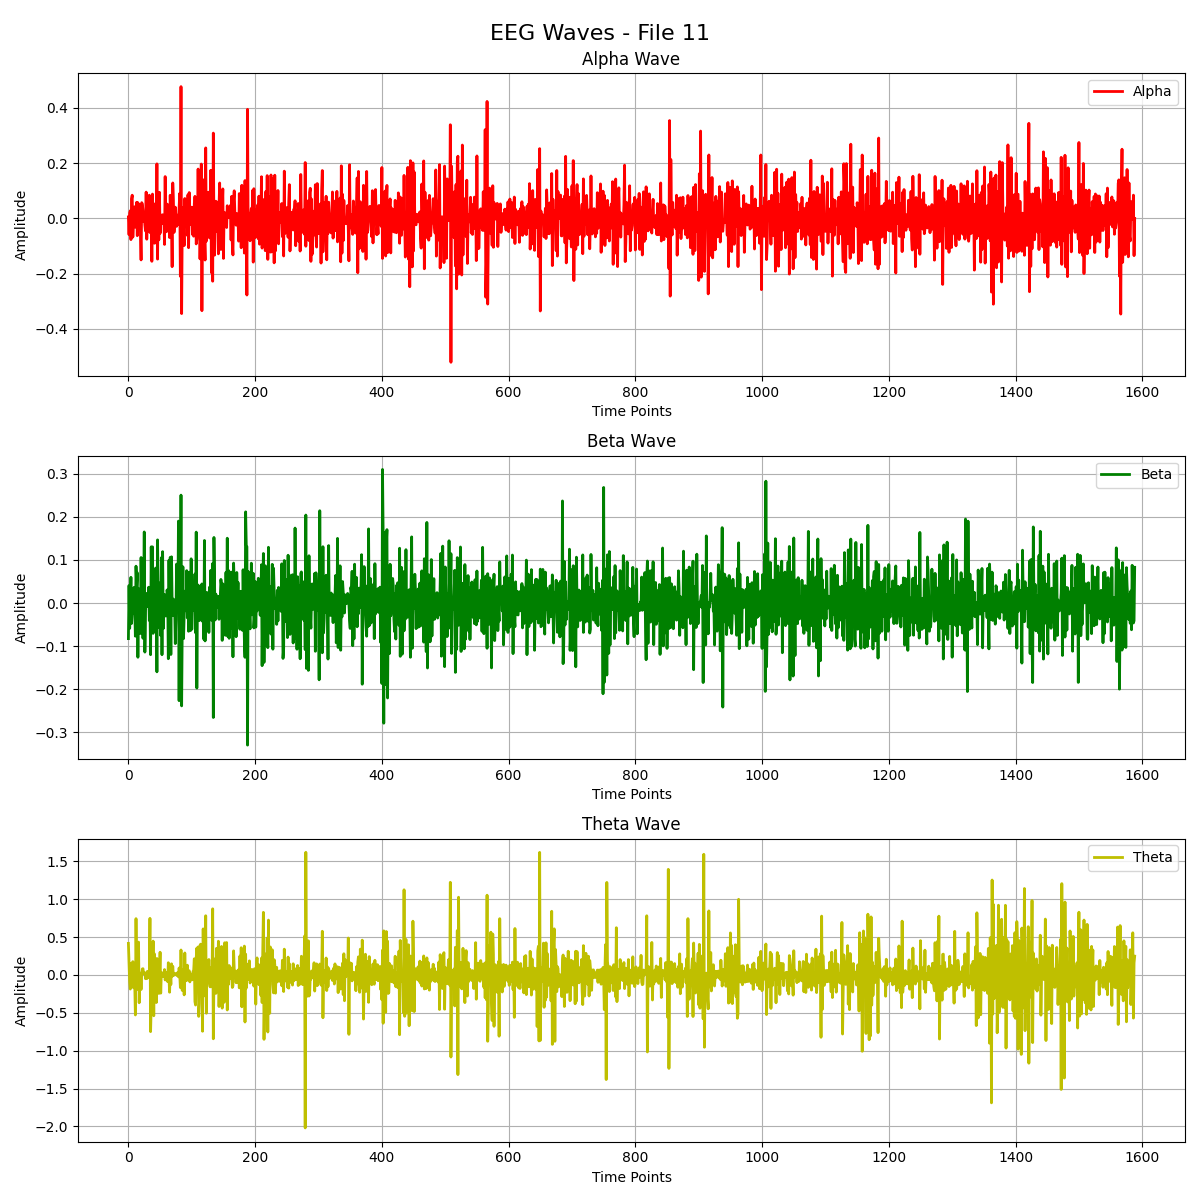 EEG Waves - File 11
Alpha Wave
Alpha
0.4
0.2
0.0
−0.2
−0.4
Amplitude
0 200 400 600 800 1000 1200 1400 1600
Time Points
Beta Wave
Beta
0.3
0.2
0.1
0.0
−0.1
−0.2
−0.3
Amplitude
0 200 400 600 800 1000 1200 1400 1600
Time Points
Theta Wave
Theta
1.5
1.0
0.5
0.0
−0.5
−1.0
−1.5
−2.0
Amplitude
0 200 400 600 800 1000 1200 1400 1600
Time Points